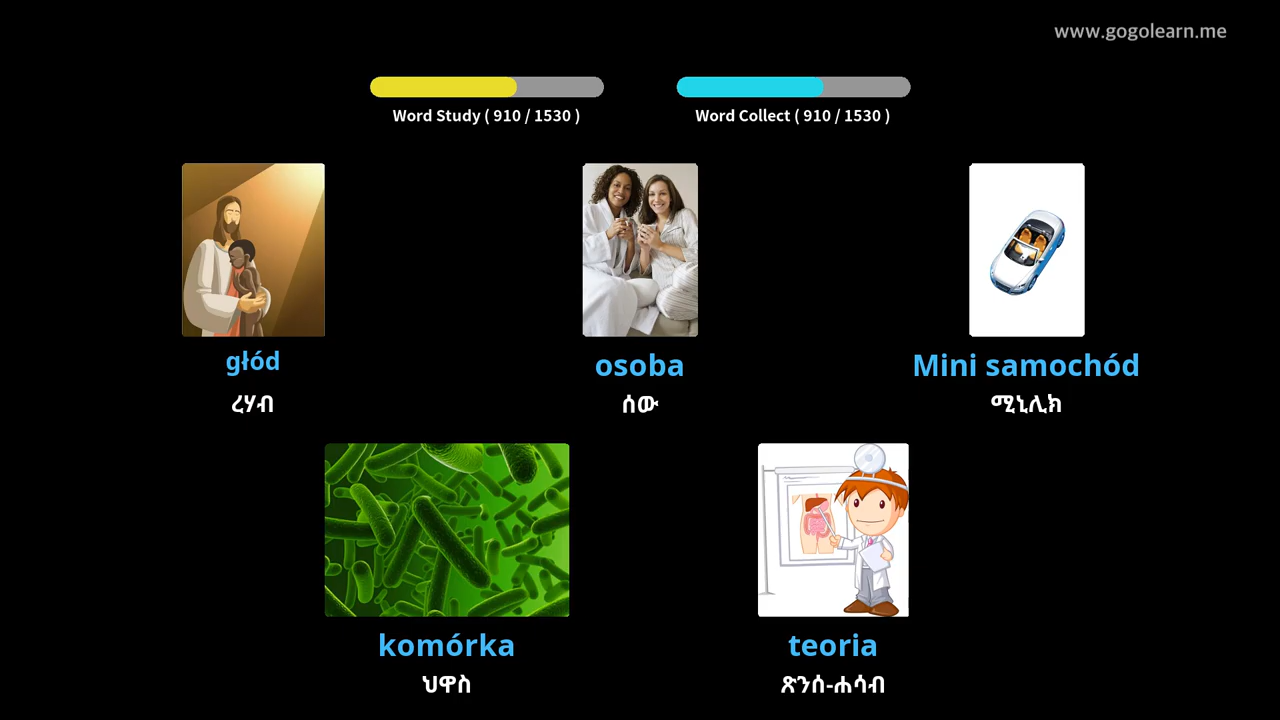 www.gogolearn.me
Word Study ( 910 / 1530 )
Word Collect ( 910 / 1530 )
głód
ረሃብ
osoba
ሰው
Mini samochód
ሚኒሊክ
komórka
ህዋስ
teoria
ጽንሰ-ሐሳብ